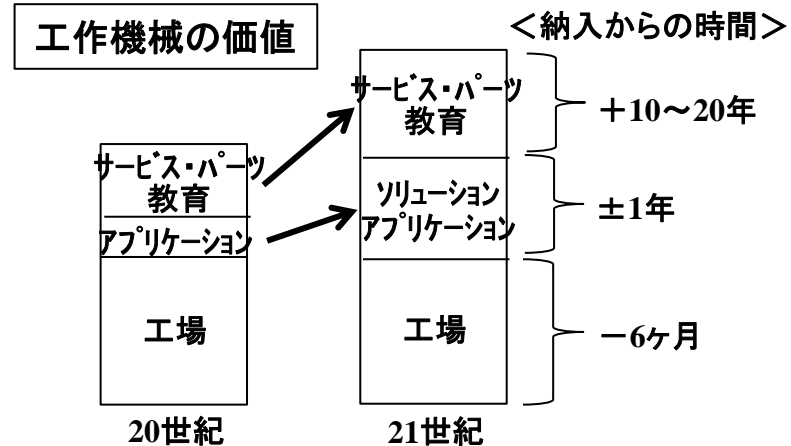 工作機械の価値
＜納入からの時間＞
サービス・パーツ
教育
アプリケーション
工場
20世紀
サービス・パーツ
教育
ソリューション
アプリケーション
工場
21世紀
＋10～20年
±1年
－6ヶ月